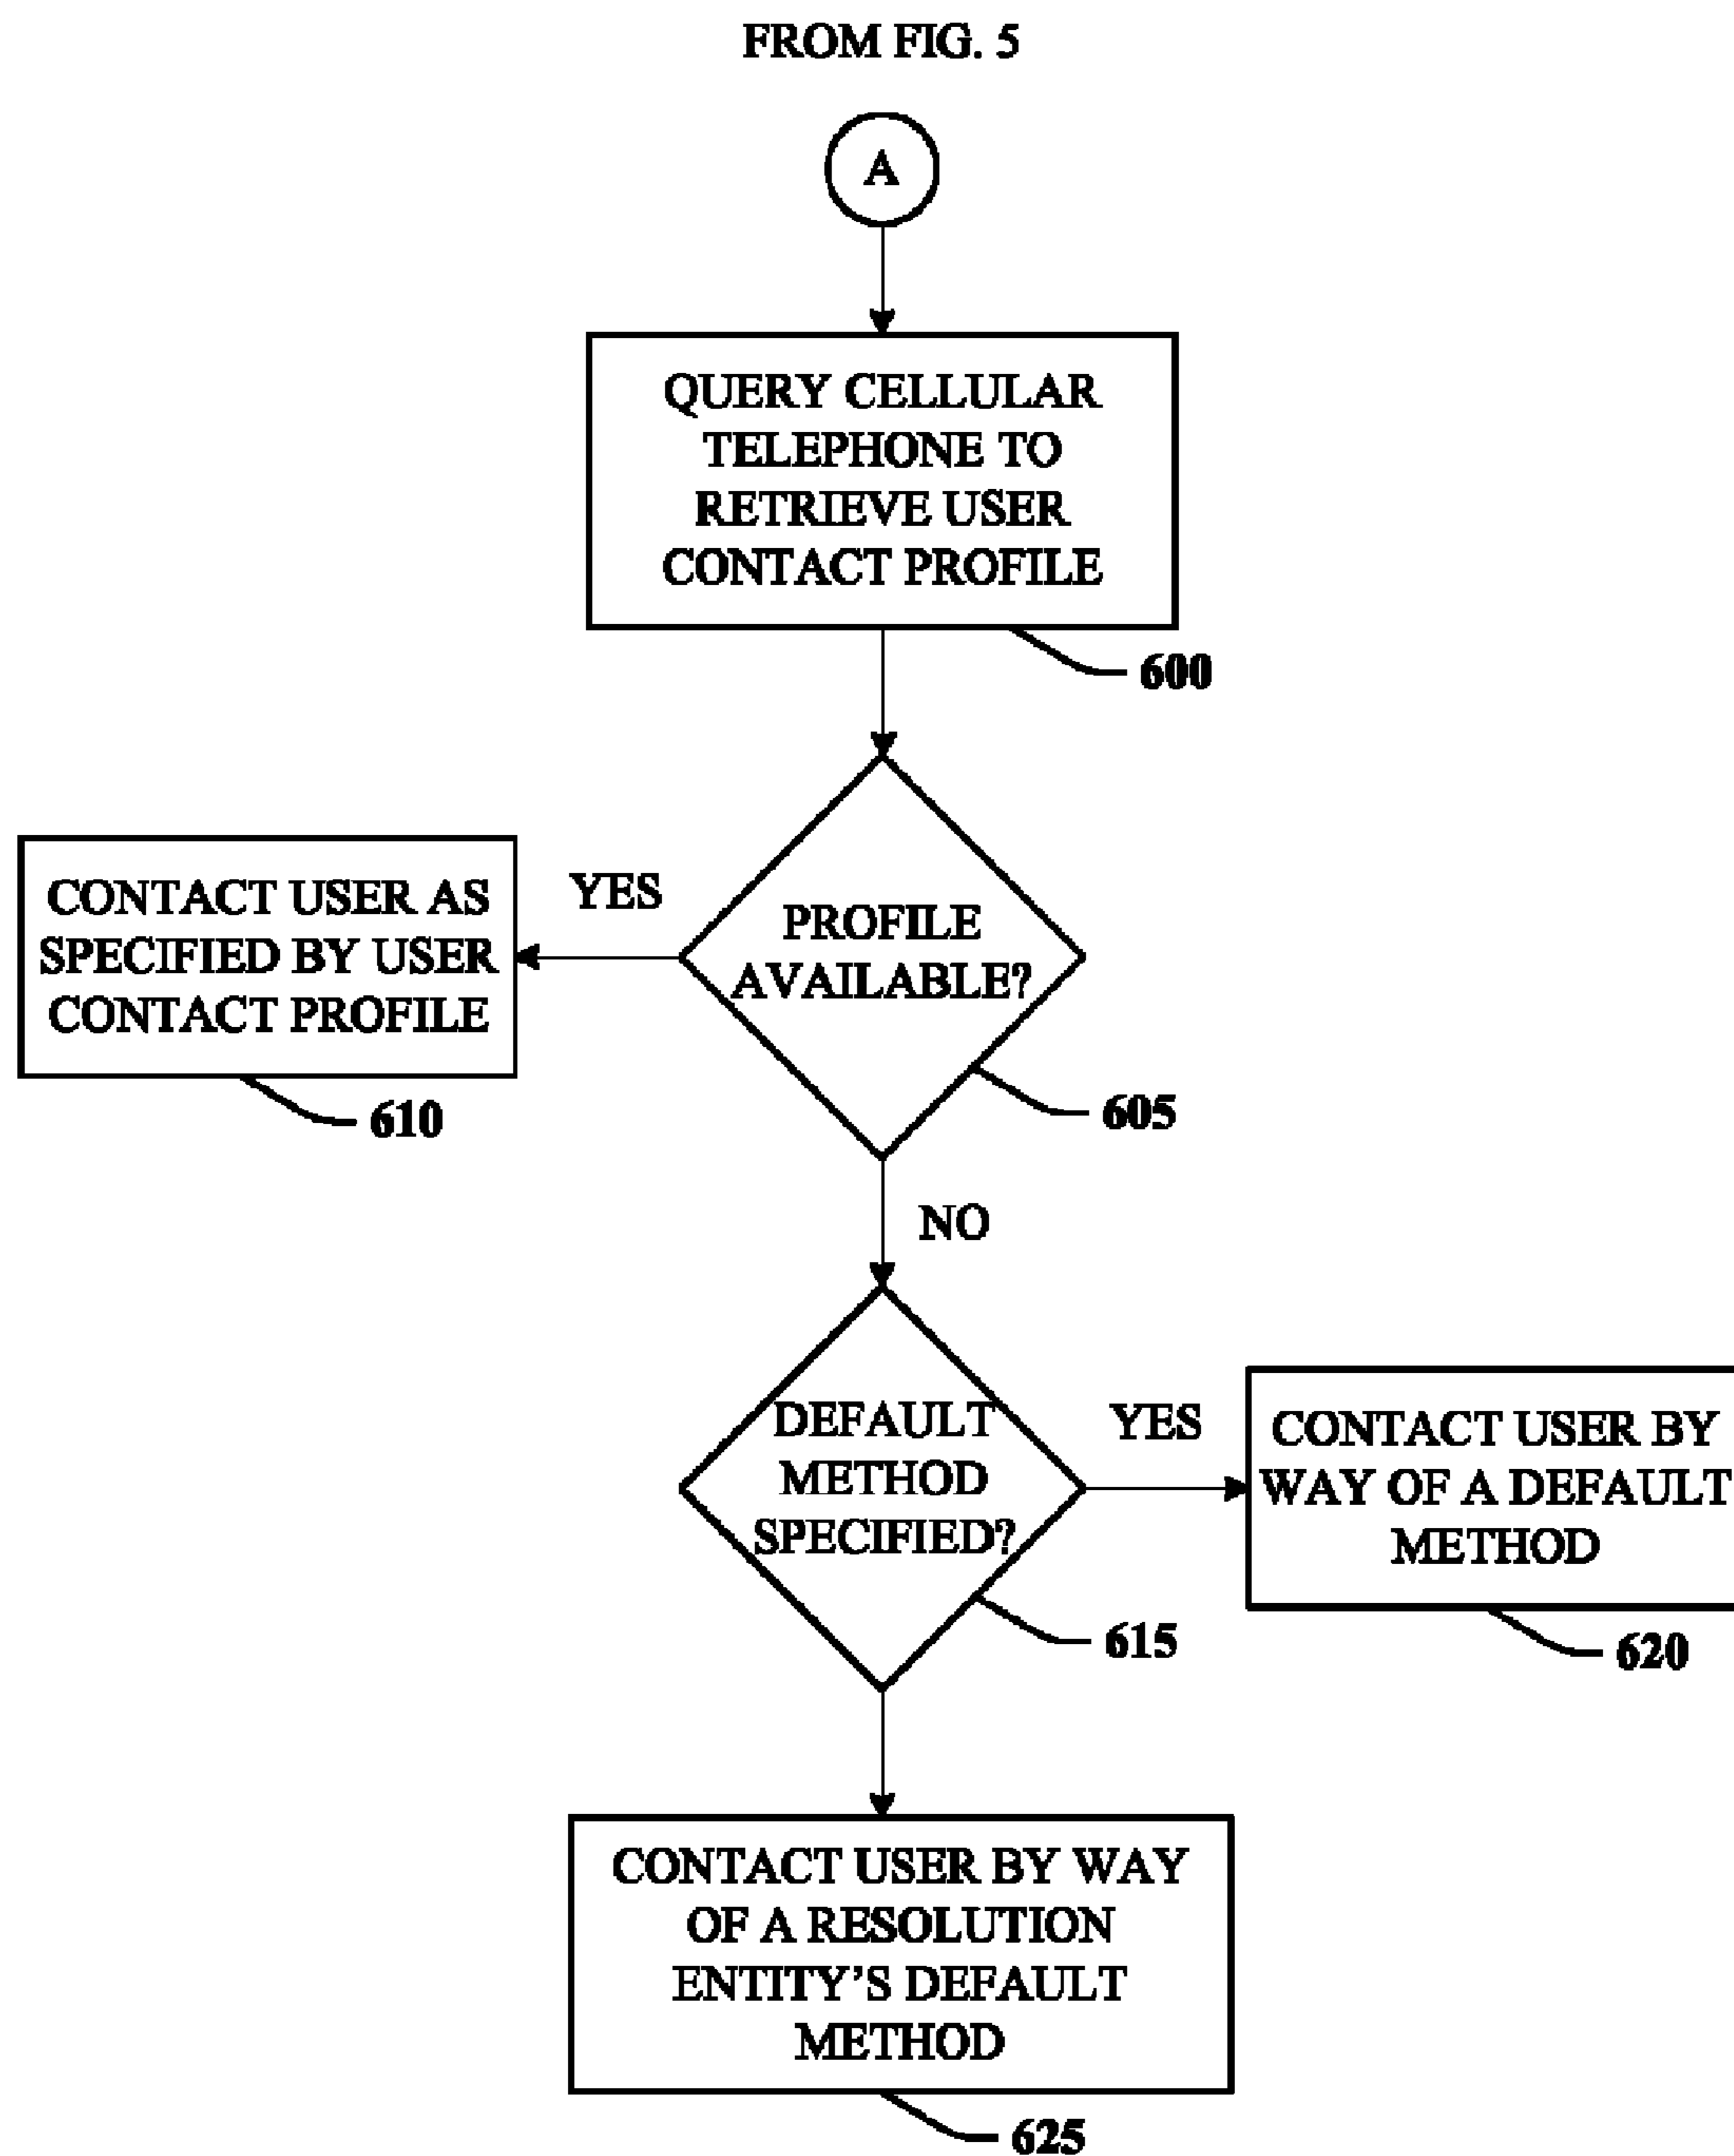 FROM FIG. 5
A
QUERY CELLULAR
TELEPHONE TO
RETRIEVE USER
CONTACT PROFILE
600
CONTACT USER AS
SPECIFIED BY USER
CONTACT PROFILE
610
YES
PROFILE
AVAILABLE?
605
NO
DEFAULT
METHOD
SPECIFIED?
615
YES
CONTACT USER BY
WAY OF A DEFAULT
METHOD
620
CONTACT USER BY WAY
OF A RESOLUTION
ENTITY'S DEFAULT
METHOD
625